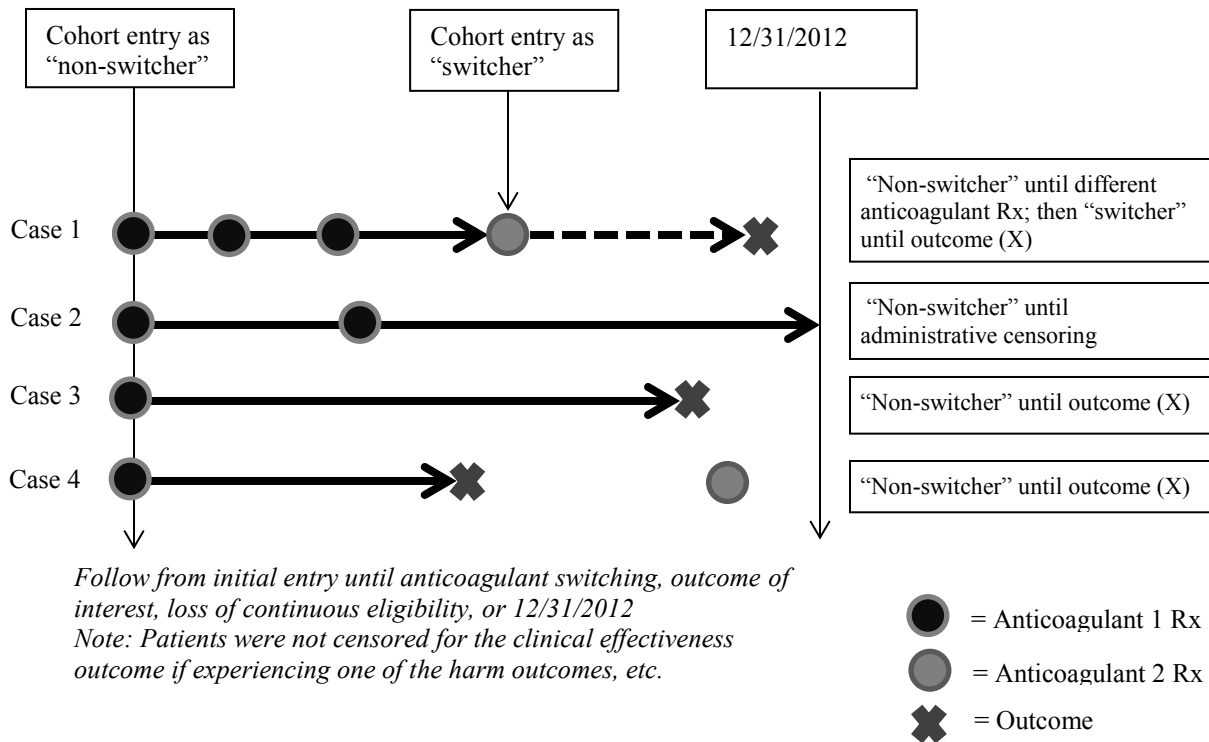 Cohort entry as
“non-switcher”
Cohort entry as
“switcher”
12/31/2012
Case 1
“Non-switcher” until different
anticoagulant Rx; then “switcher”
until outcome (X)
Case 2
“Non-switcher” until
administrative censoring
Case 3
“Non-switcher” until outcome (X)
Case 4
“Non-switcher” until outcome (X)
Follow from initial entry until anticoagulant switching, outcome of
interest, loss of continuous eligibility, or 12/31/2012
Note: Patients were not censored for the clinical effectiveness
outcome if experiencing one of the harm outcomes, etc.
= Anticoagulant 1 Rx
= Anticoagulant 2 Rx
= Outcome